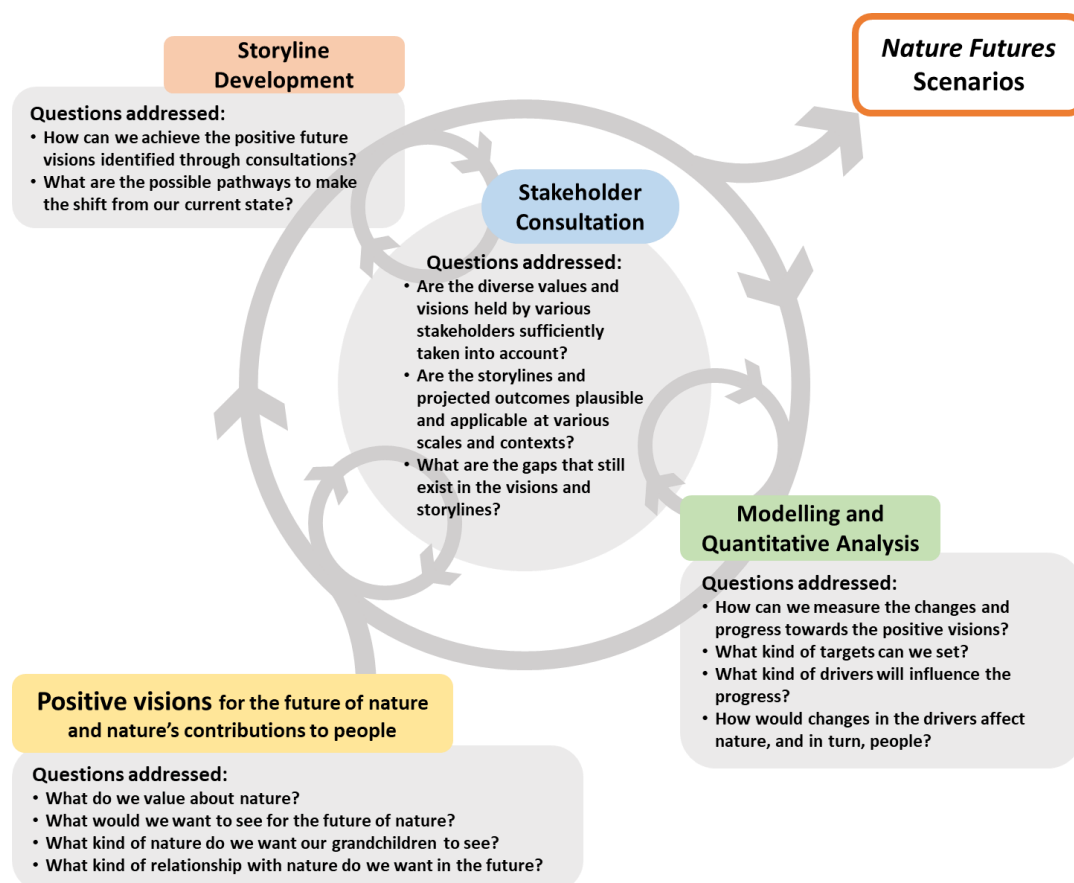 Storyline
Development
Questions addressed:
• How can we achieve the positive future
visions identified through consultations?
• What are the possible pathways to make
the shift from our current state?
Nature Futures
Scenarios
Stakeholder
Consultation
Questions addressed:
• Are the diverse values and
visions held by various
stakeholders sufficiently
taken into account?
• Are the storylines and
projected outcomes plausible
and applicable at various
scales and contexts?
• What are the gaps that still
exist in the visions and
storylines?
Modelling and
Quantitative Analysis
Questions addressed:
• How can we measure the changes and
progress towards the positive visions?
• What kind of targets can we set?
• What kind of drivers will influence the
progress?
• How would changes in the drivers affect
nature, and in turn, people?
Positive visions for the future of nature
and nature’s contributions to people
Questions addressed:
• What do we value about nature?
• What would we want to see for the future of nature?
• What kind of nature do we want our grandchildren to see?
• What kind of relationship with nature do we want in the future?